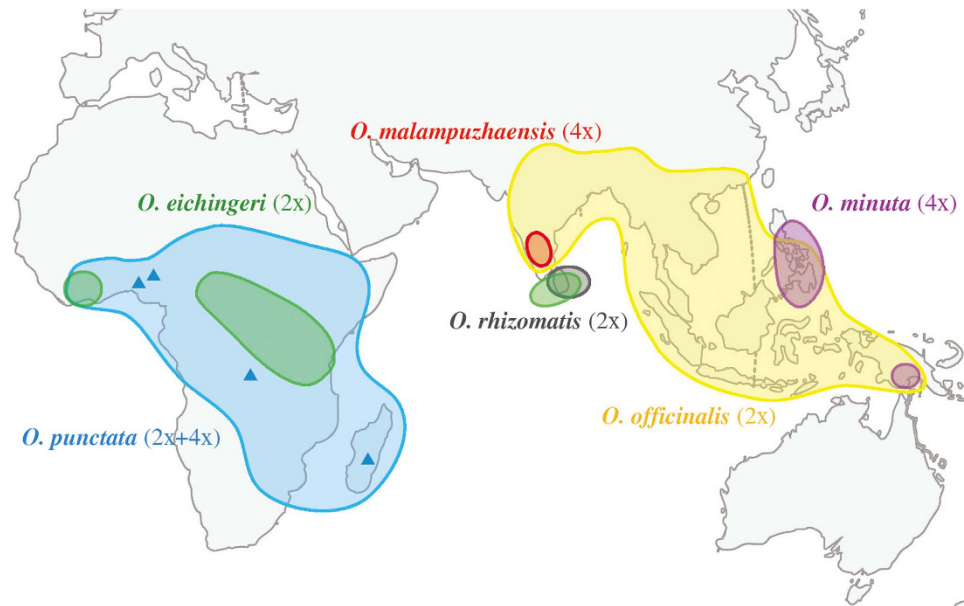 O. malampuzhaensis (4x)
O. eichingeri (2x)
O. minuta (4x)
O. rhizomatis (2x)
O. officinalis (2x)
O. punctata (2x+4x)